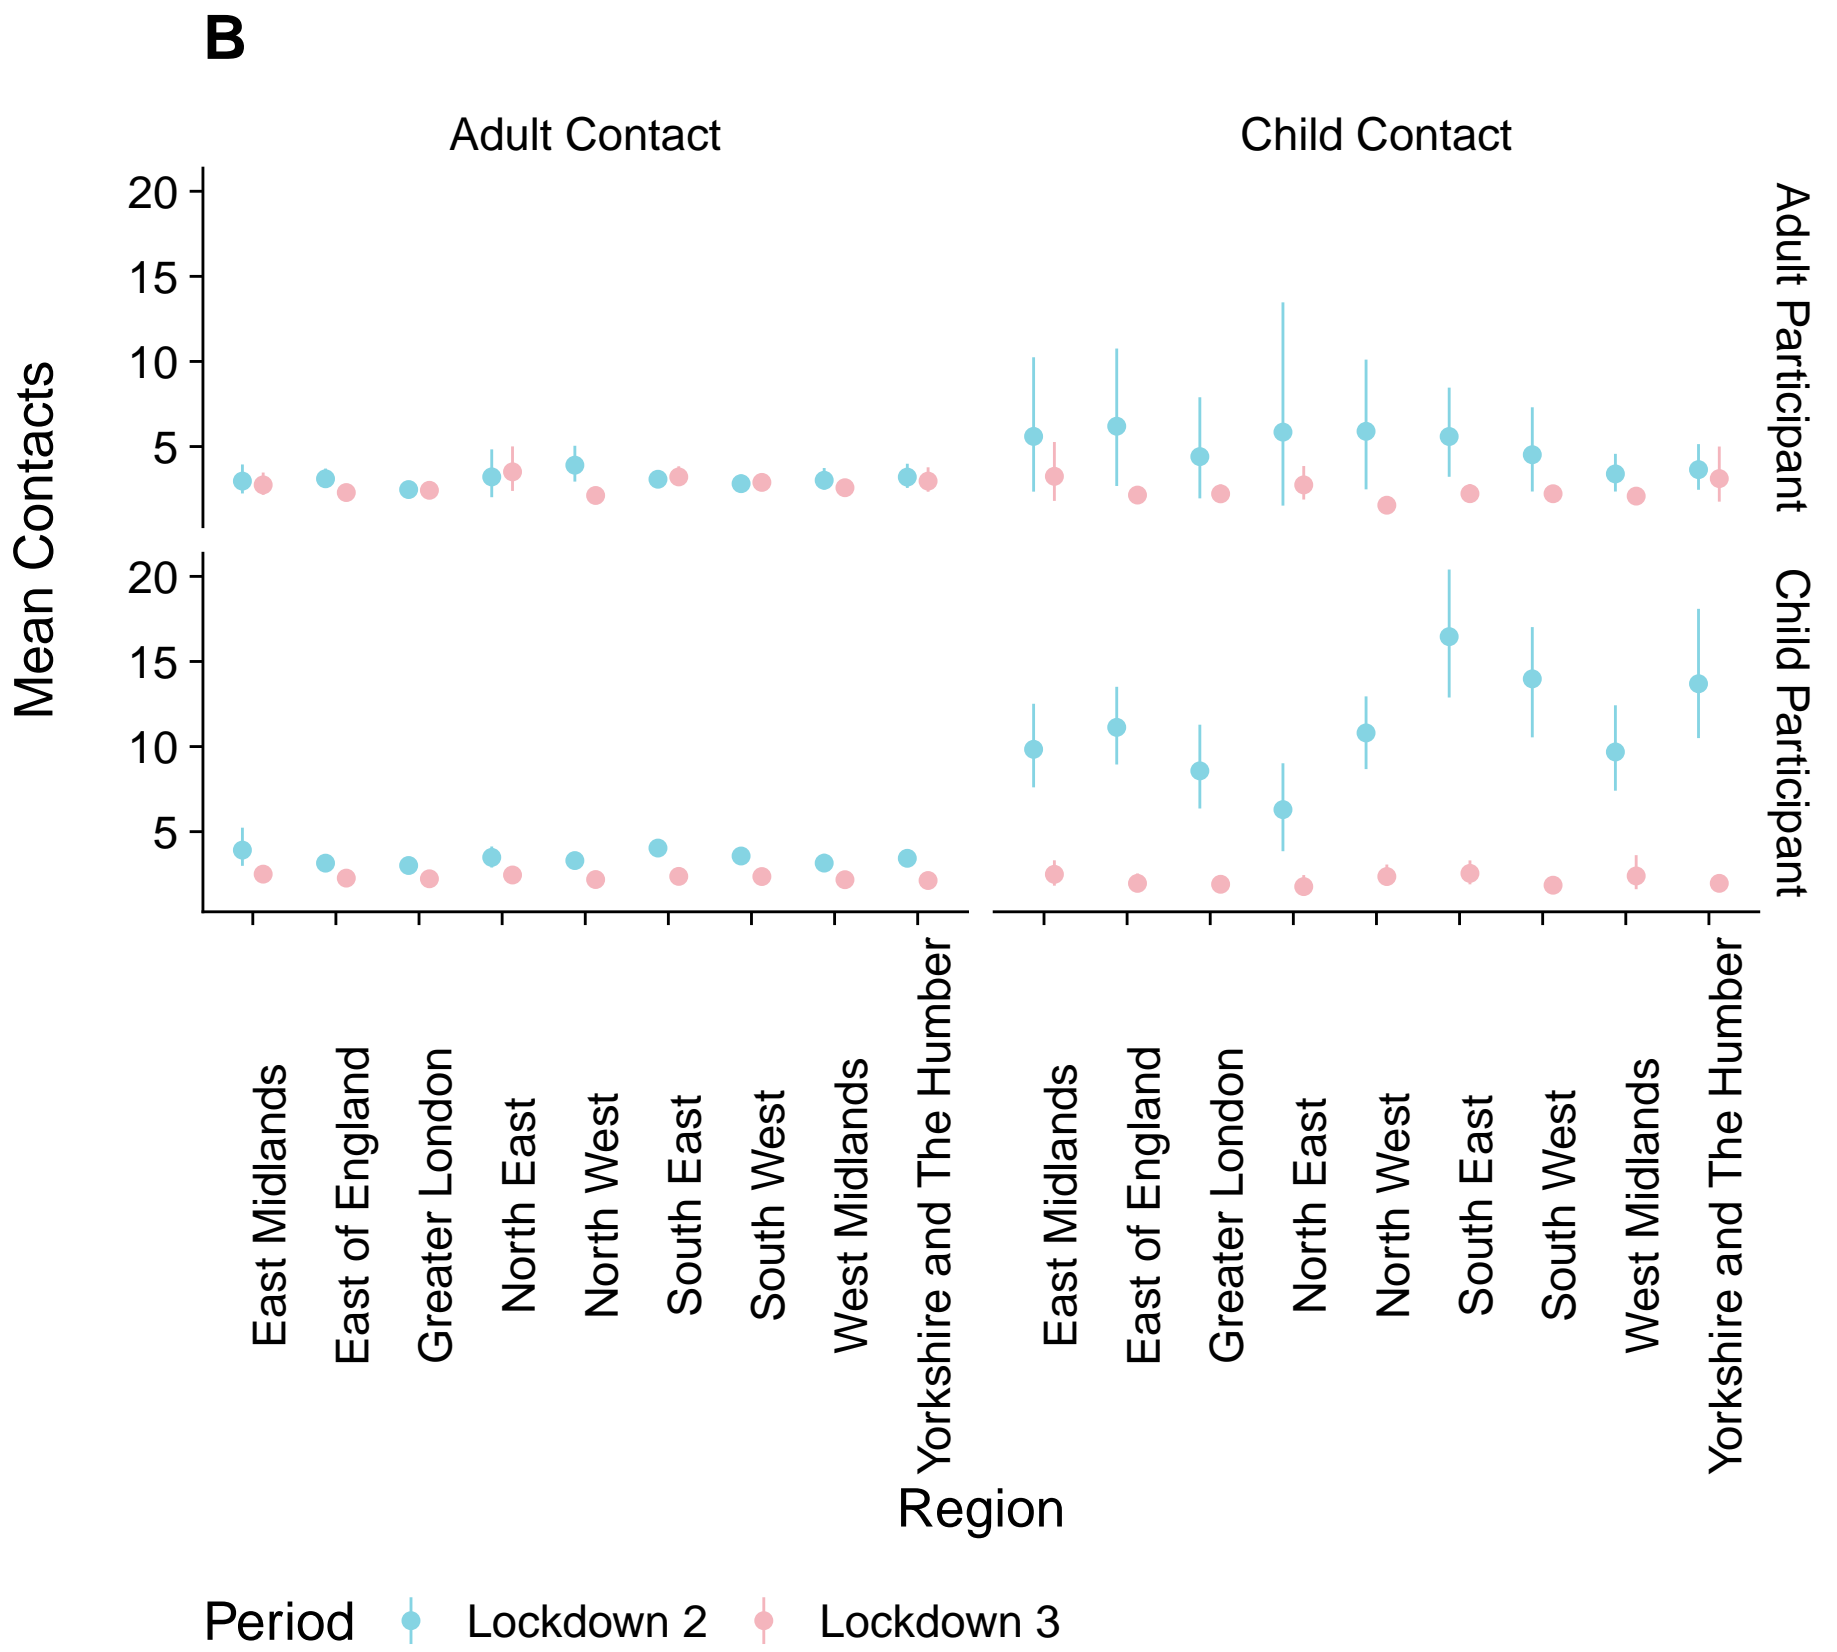 B
Adult Contact
Child Contact
Mean Contacts
20
15
10
5
Adult Participant
20
15
10
5
Child Participant
East Midlands
East of England
Greater London
North East
North West
South East
South West
West Midlands
Yorkshire and The Humber
East Midlands
East of England
Greater London
North East
North West
South East
South West
West Midlands
Yorkshire and The Humber
Region
Period Lockdown 2 Lockdown 3